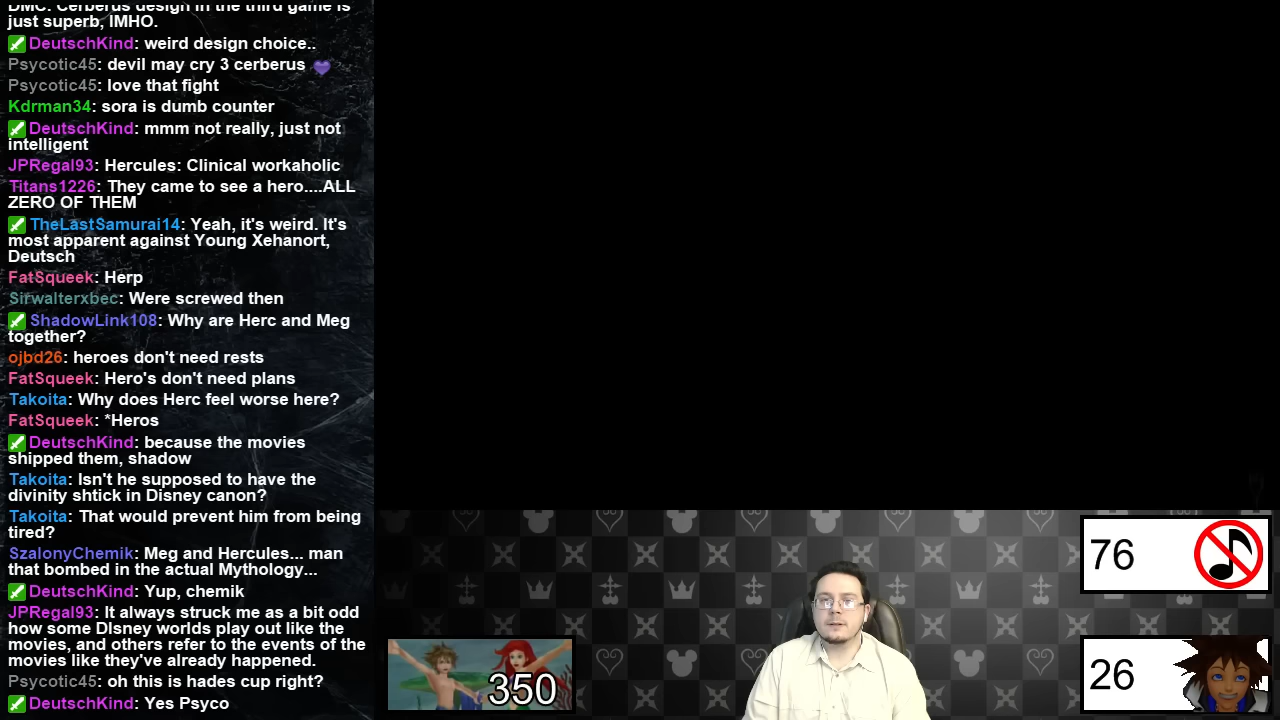 DMC. Cerberus design in the third game is
just superb, IMHO.
DeutschKind: weird design choice..
Psycotic45: devil may cry 3 cerberus
Psycotic45: love that fight
Kdrman34: sora is dumb counter
DeutschKind: mmm not really, just not
intelligent
JPRegal93: Hercules: Clinical workaholic
Titans1226: They came to see a hero....ALL
ZERO OF THEM
TheLastSamurai14: Yeah, it's weird. It's
most apparent against Young Xehanort,
Deutsch
FatSqueek: Herp
Sirwalterxbec: Were screwed then
ShadowLink108: Why are Herc and Meg
together?
ojbd26: heroes don't need rests
FatSqueek: Hero's don't need plans
Takoita: Why does Herc feel worse here?
FatSqueek: *Heros
DeutschKind: because the movies
shipped them, shadow
Takoita: Isn't he supposed to have the
divinity shtick in Disney canon?
Takoita: That would prevent him from being
tired?
SzalonyChemik: Meg and Hercules... man
that bombed in the actual Mythology...
DeutschKind: Yup, chemik
JPRegal93: It always struck me as a bit odd
how some DIsney worlds play out like the
movies, and others refer to the events of the
movies like they've already happened.
Psycotic45: oh this is hades cup right?
DeutschKind: Yes Psyco
350
76
26